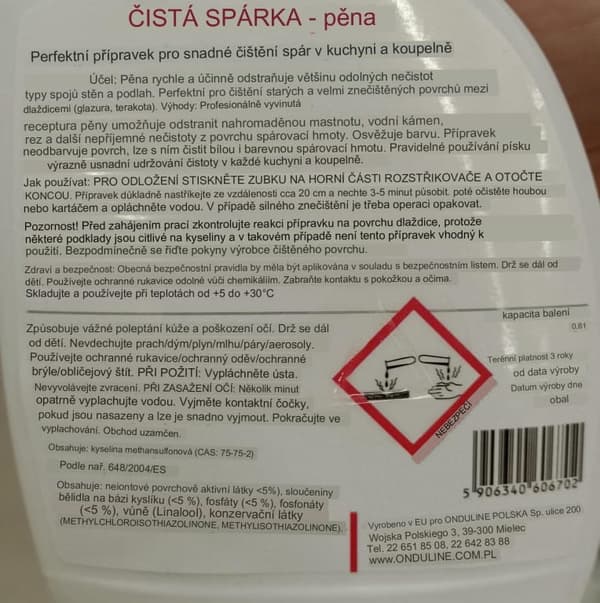 ČISTÁ SPÁRKA - pěna
Perfektní přípravek pro snadné čištění spár v kuchyni a koupelně
Účel: Pěna rychle a účinně odstraňuje většinu odolných nečistot
typy spojů stěn a podlah. Perfektní pro čištění starých a velmi znečištěných povrchů mezi
dlaždicemi (glazura, terakota). Výhody: Profesionálně vyvinutá
receptura pěny umožňuje odstranit nahromaděnou mastnotu, vodní kámen,
rez a další nepříjemné nečistoty z povrchu spárovací hmoty. Osvěžuje barvu. Přípravek
neodbarvuje povrch, lze s ním čistit bílou i barevnou spárovací hmotu. Pravidelné používání písku
výrazně usnadní udržování čistoty v každé kuchyni a koupelně.
Jak používat: PRO ODLOŽENÍ STISKNĚTE ZUBKU NA HORNÍ ČÁSTI ROZSTŘIKOVAČE A OTOČTE
KONCOU. Přípravek důkladně nastříkejte ze vzdálenosti cca 20 cm a nechte 3-5 minut působit. poté očistěte houbou
nebo kartáčem a opláchněte vodou. V případě silného znečištění je třeba operaci opakovat.
Pozornost! Před zahájením prací zkontrolujte reakci přípravku na povrchu dlaždice, protože
některé podklady jsou citlivé na kyseliny a v takovém případě není tento přípravek vhodný k
použití. Bezpodmínečně se řiďte pokyny výrobce čištěného povrchu.
Zdraví a bezpečnost: Obecná bezpečnostní pravidla by měla být aplikována v souladu s bezpečnostním listem. Drž se dál od
dětí. Používejte ochranné rukavice odolné vůči chemikáliím. Zabraňte kontaktu s pokožkou a očima.
Skladujte a používejte při teplotách od +5 do +30°C
kapacita balení
0,6l
Způsobuje vážné poleptání kůže a poškození očí. Drž se dál
od dětí. Nevdechujte prach/dým/plyn/mlhu/páry/aerosoly.
Používejte ochranné rukavice/ochranný oděv/ochranné
brýle/obličejový štít. PŘI POŽITÍ: Vypláchněte ústa.
Nevyvolávejte zvracení. PŘI ZASAŽENÍ OČÍ: Několik minut
opatrně vyplachujte vodou. Vyjměte kontaktní čočky,
pokud jsou nasazeny a lze je snadno vyjmout. Pokračujte ve
vyplachování. Obchod uzamčen.
NEBEZPEČÍ
Terénní platnost 3 roky
od data výroby
Datum výroby dne
obal
Obsahuje: kyselina methansulfonová (CAS: 75-75-2)
Podle nař. 648/2004/ES
Obsahuje: neiontové povrchově aktivní látky <5%), sloučeniny
bělidla na bázi kyslíku (<5 %), fosfáty (<5 %), fosfonáty
(<5 %), vůně (Linalool), konzervační látky
(METHYLCHLOROISOTHIAZOLINONE, METHYLISOTHIAZOLINONE).
5 906340 606702
Vyrobeno v EU pro ONDULINE POLSKA Sp. ulice 200
Wojska Polskiego 3, 39-300 Mielec
Tel. 22 651 85 08, 22 642 83 88
www.ONDULINE.COM.PL